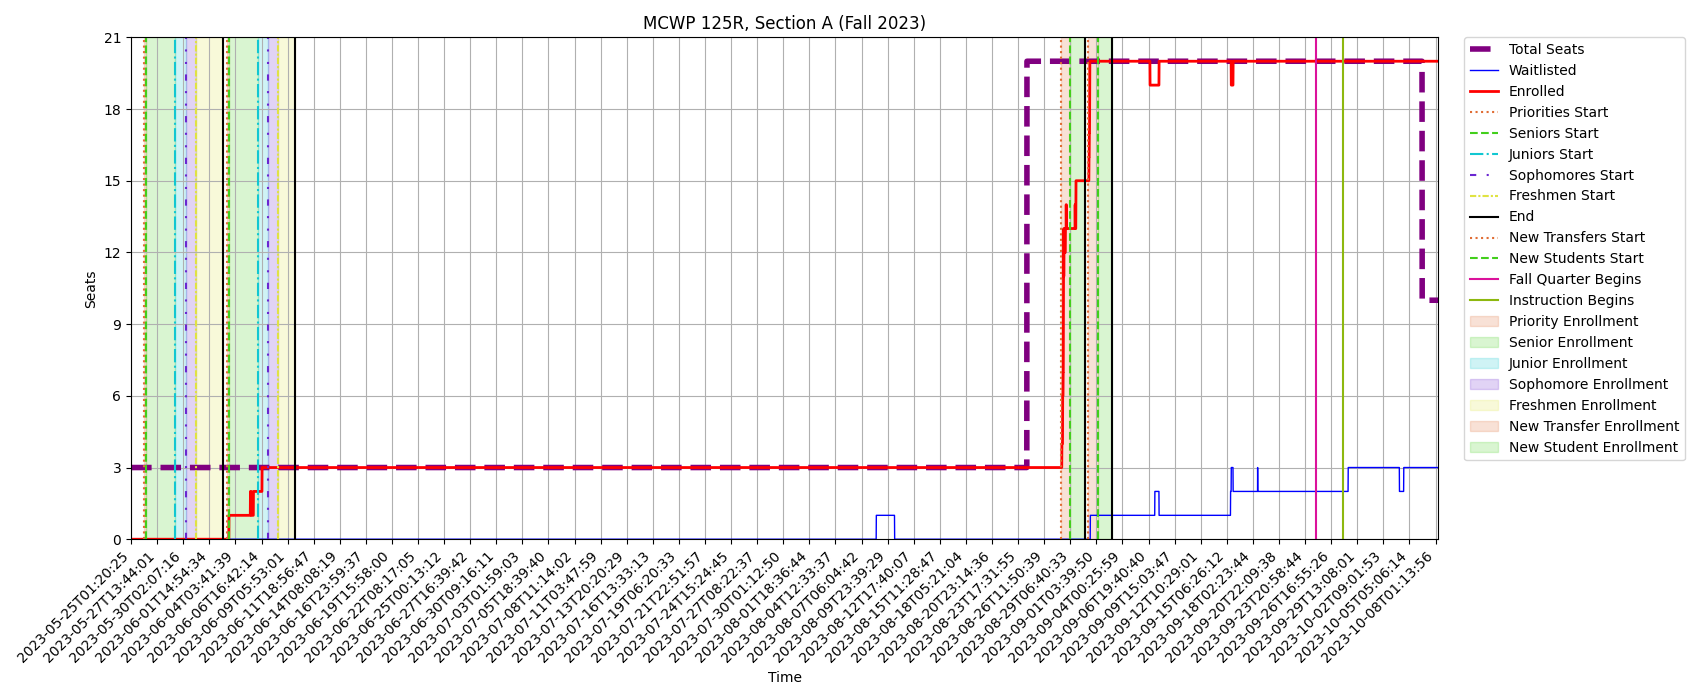 MCWP 125R, Section A (Fall 2023)
Seats
21
18
15
12
9
6
3
0
2023-05-25T01:20:25
2023-05-27T13:44:01
2023-05-30T02:07:16
2023-06-01T14:54:34
2023-06-04T03:41:39
2023-06-06T16:42:14
2023-06-09T05:53:01
2023-06-11T18:56:47
2023-06-14T08:08:19
2023-06-16T23:59:37
2023-06-19T15:58:00
2023-06-22T08:17:05
2023-06-25T00:13:12
2023-06-27T16:39:42
2023-06-30T09:16:11
2023-07-03T01:59:03
2023-07-05T18:39:40
2023-07-08T11:14:02
2023-07-11T03:47:59
2023-07-13T20:20:29
2023-07-16T13:33:13
2023-07-19T06:20:33
2023-07-21T22:51:57
2023-07-24T15:24:45
2023-07-27T08:22:37
2023-07-30T01:12:50
2023-08-01T18:36:44
2023-08-04T12:33:37
2023-08-07T06:04:42
2023-08-09T23:39:29
2023-08-12T17:40:07
2023-08-15T11:28:47
2023-08-18T05:21:04
2023-08-20T23:14:36
2023-08-23T17:31:55
2023-08-26T11:50:39
2023-08-29T06:40:33
2023-09-01T03:39:50
2023-09-04T00:25:59
2023-09-06T19:40:40
2023-09-09T15:03:47
2023-09-12T10:29:01
2023-09-15T06:26:12
2023-09-18T02:23:44
2023-09-20T22:09:38
2023-09-23T20:58:44
2023-09-26T16:55:26
2023-09-29T13:08:01
2023-10-02T09:01:53
2023-10-05T05:06:14
2023-10-08T01:13:56
Time
Total Seats
Waitlisted
Enrolled
Priorities Start
Seniors Start
Juniors Start
Sophomores Start
Freshmen Start
End
New Transfers Start
New Students Start
Fall Quarter Begins
Instruction Begins
Priority Enrollment
Senior Enrollment
Junior Enrollment
Sophomore Enrollment
Freshmen Enrollment
New Transfer Enrollment
New Student Enrollment